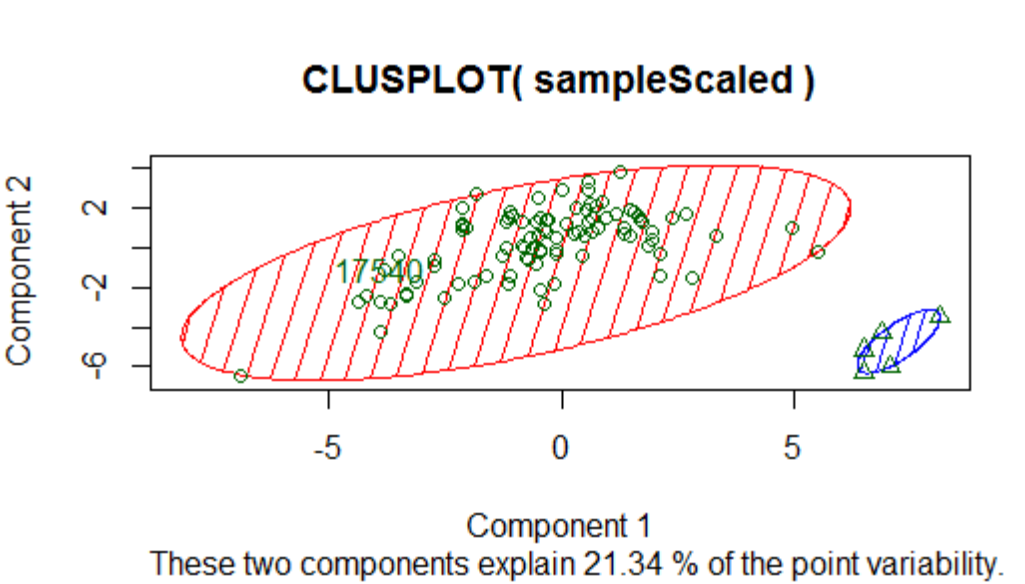 CLUSPLOT( sampleScaled )
Component 2
2
-2
-6
17540
-5 0 5
Component 1
These two components explain 21.34 % of the point variability.